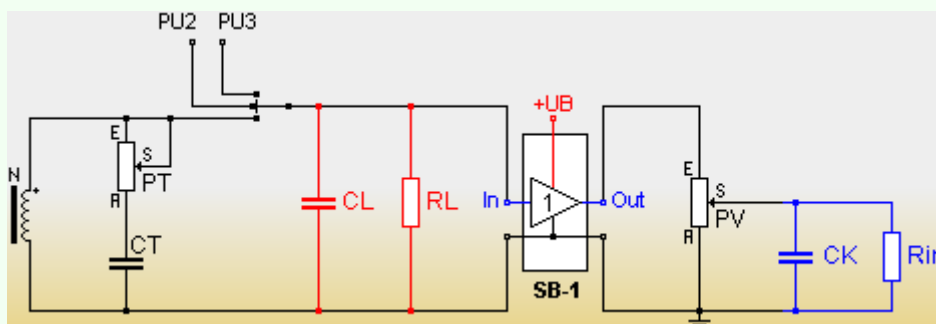 PU2 PU3
+UB
E
S
PT
A
N
+
CT
CL
RL
In
1
Out
SB-1
E
S
PV
A
CK
Rin